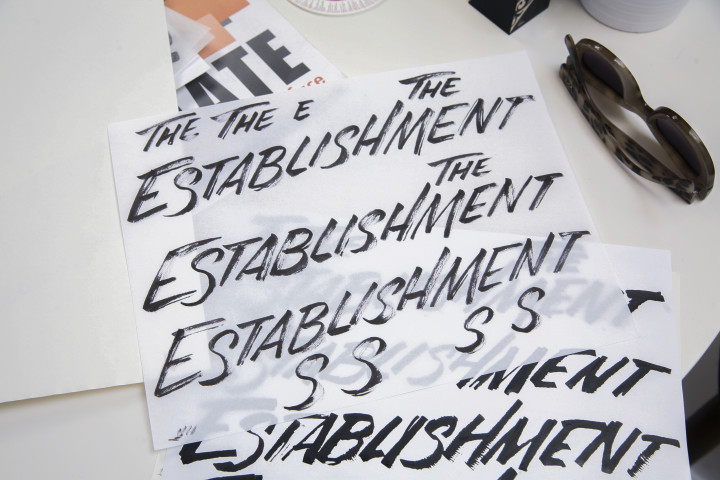 ATE
THE THE E THE
ESTABLISHMENT
THE
ESTABLISHMENT
ESTABLISHMENT
S S S S
MENT
ESTABLISHMENT